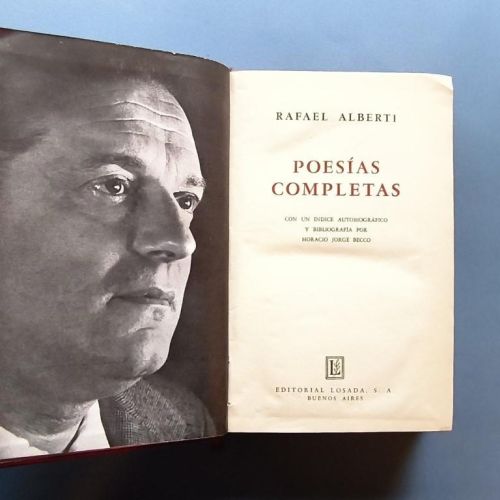 RAFAEL ALBERTI
POESÍAS
COMPLETAS
CON UN ÍNDICE AUTOBIOGRÁFICO
Y BIBLIOGRAFÍA POR
HORACIO JORGE BECCO
L
EDITORIAL LOSADA, S. A
BUENOS AIRES